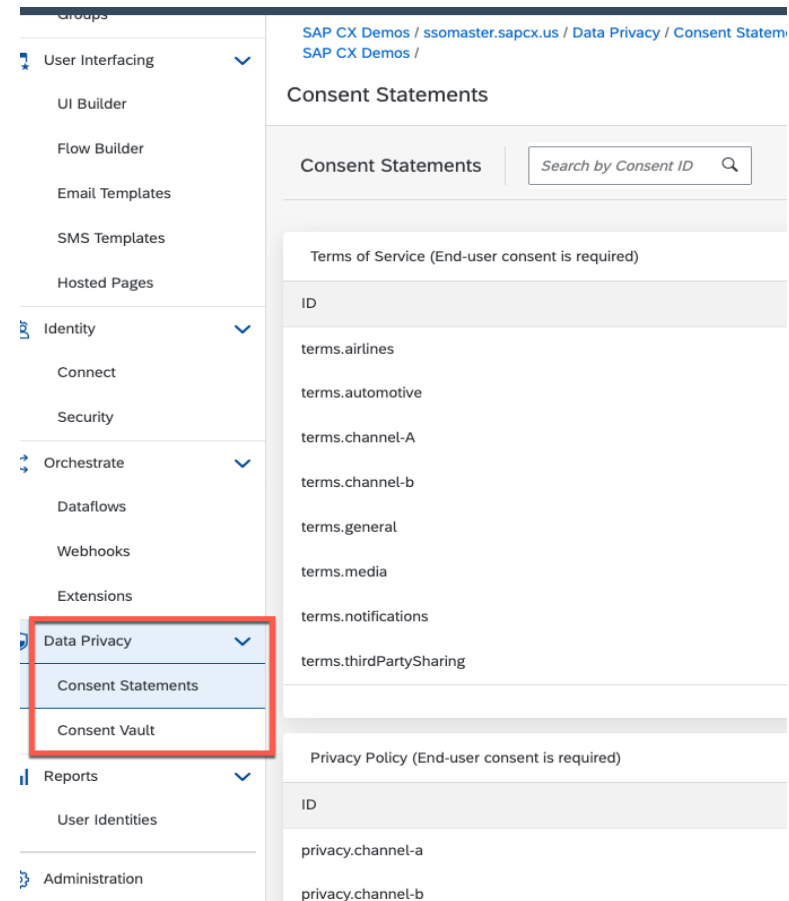 Groups
User Interfacing
UI Builder
Flow Builder
Email Templates
SMS Templates
Hosted Pages
Identity
Connect
Security
Orchestrate
Dataflows
Webhooks
Extensions
Data Privacy
Consent Statements
Consent Vault
Reports
User Identities
Administration
SAP CX Demos / ssomaster.sapcx.us / Data Privacy / Consent Stateme
SAP CX Demos /
Consent Statements
Consent Statements
Search by Consent ID
Terms of Service (End-user consent is required)
ID
terms.airlines
terms.automotive
terms.channel-A
terms.channel-b
terms.general
terms.media
terms.notifications
terms.thirdPartySharing
Privacy Policy (End-user consent is required)
ID
privacy.channel-a
privacy.channel-b